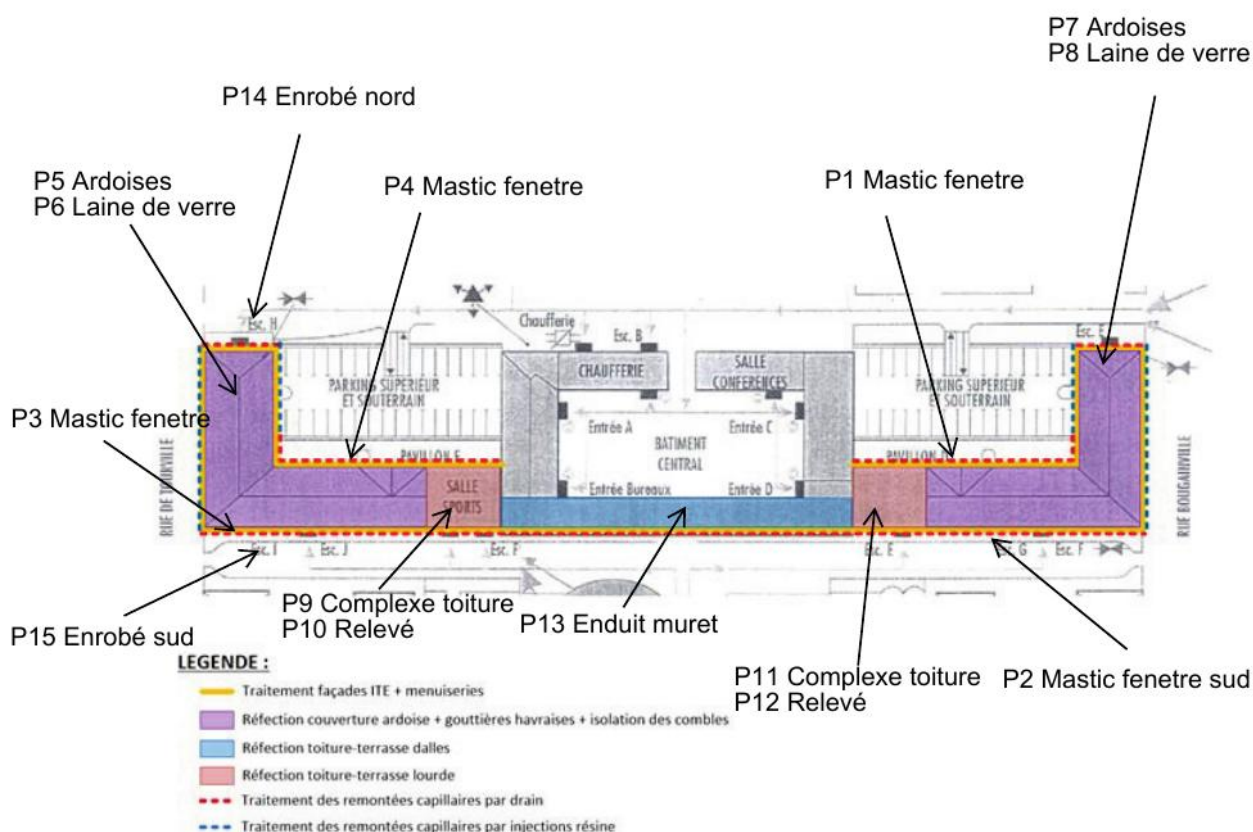 P7 Ardoises
P8 Laine de verre
P14 Enrobé nord
P5 Ardoises
P6 Laine de verre
P4 Mastic fenetre
P1 Mastic fenetre
Esc. H
Chaufferie
Esc. B
Esc. E
CHAUFFERIE
SALLE
CONFERENCES
PARKING SUPERIEUR
ET SOUTERRAIN
PARKING SUPERIEUR
ET SOUTERRAIN
P3 Mastic fenetre
Entrée A
Entrée C
BATIMENT
CENTRAL
PAVILLON
PAVILLON
RUE DE TOURVILLE
SALLE
SPORTS
Entrée Bureaux
Entrée D
RUE BOUGAINVILLE
Esc. I
Esc. J
Esc. F
Esc. E
Esc. G
Esc. F
P15 Enrobé sud
P9 Complexe toiture
P10 Relevé
P13 Enduit muret
P11 Complexe toiture
P12 Relevé
P2 Mastic fenetre sud
LEGENDE :
Traitement façades ITE + menuiseries
Réfection couverture ardoise + gouttières havraises + isolation des combles
Réfection toiture-terrasse dalles
Réfection toiture-terrasse lourde
Traitement des remontées capillaires par drain
Traitement des remontées capillaires par injections résine